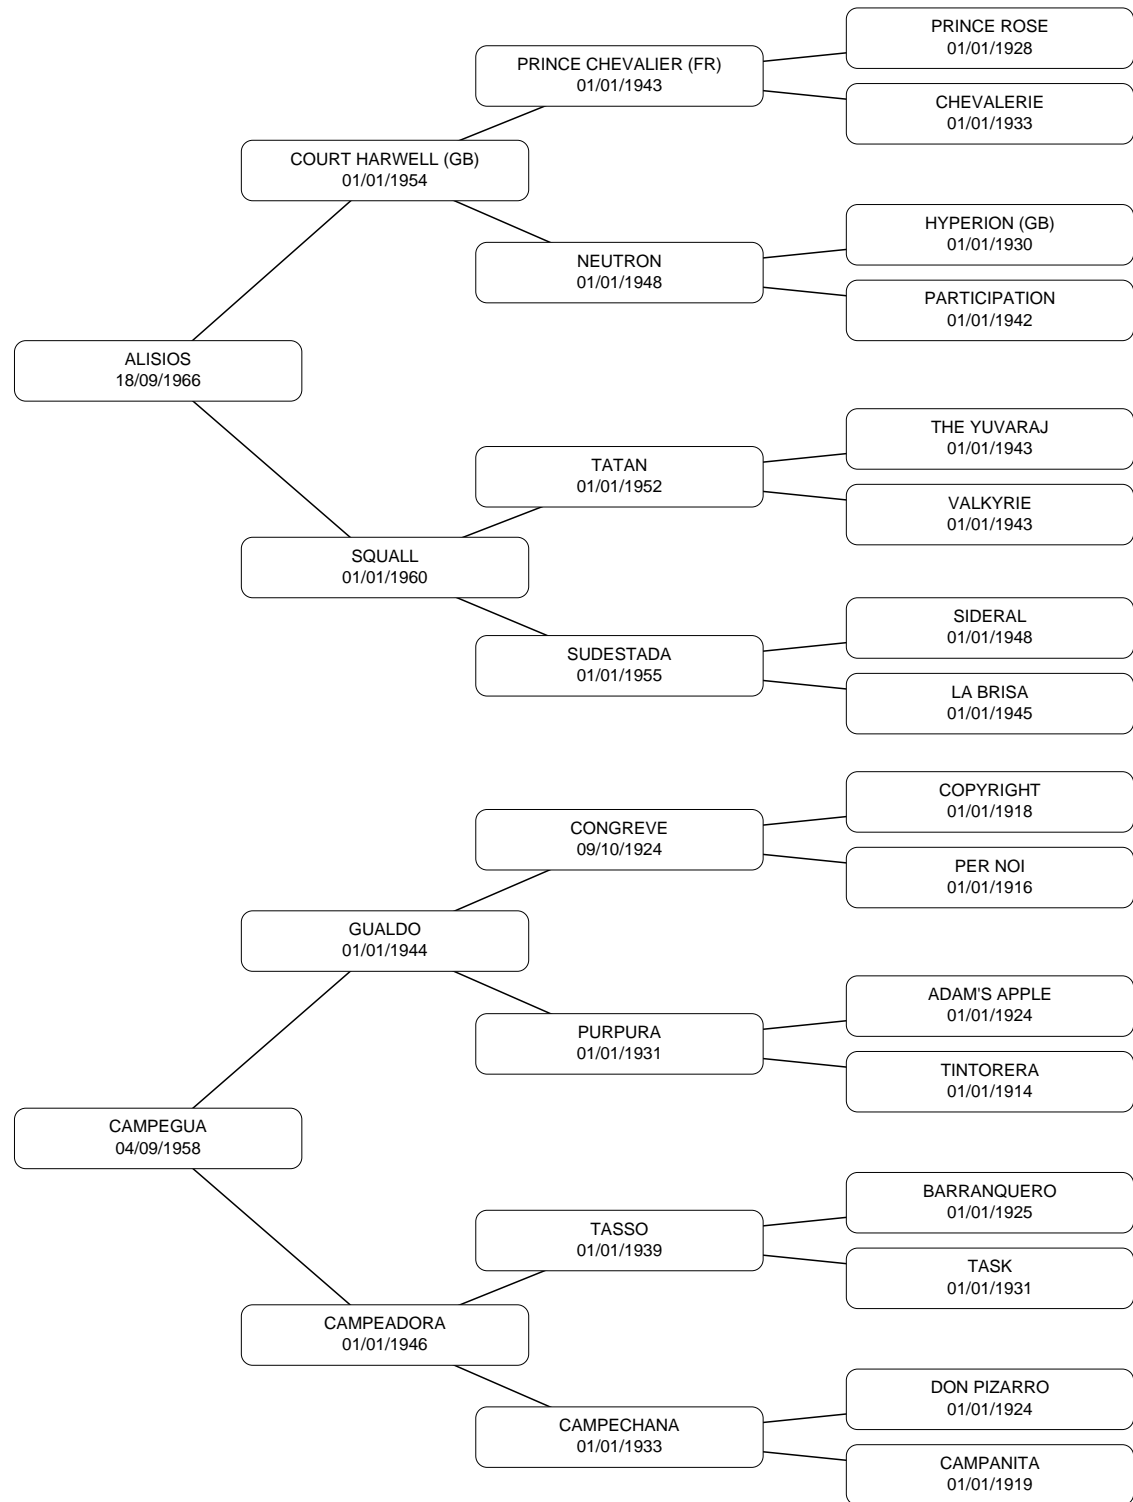 PRINCE ROSE
01/01/1928
PRINCE CHEVALIER (FR)
01/01/1943
CHEVALERIE
01/01/1933
COURT HARWELL (GB)
01/01/1954
HYPERION (GB)
01/01/1930
NEUTRON
01/01/1948
PARTICIPATION
01/01/1942
ALISIOS
18/09/1966
THE YUVARAJ
01/01/1943
TATAN
01/01/1952
VALKYRIE
01/01/1943
SQUALL
01/01/1960
SIDERAL
01/01/1948
SUDESTADA
01/01/1955
LA BRISA
01/01/1945
COPYRIGHT
01/01/1918
CONGREVE
09/10/1924
PER NOI
01/01/1916
GUALDO
01/01/1944
ADAM'S APPLE
01/01/1924
PURPURA
01/01/1931
TINTORERA
01/01/1914
CAMPEGUA
04/09/1958
BARRANQUERO
01/01/1925
TASSO
01/01/1939
TASK
01/01/1931
CAMPEADORA
01/01/1946
DON PIZARRO
01/01/1924
CAMPECHANA
01/01/1933
CAMPANITA
01/01/1919